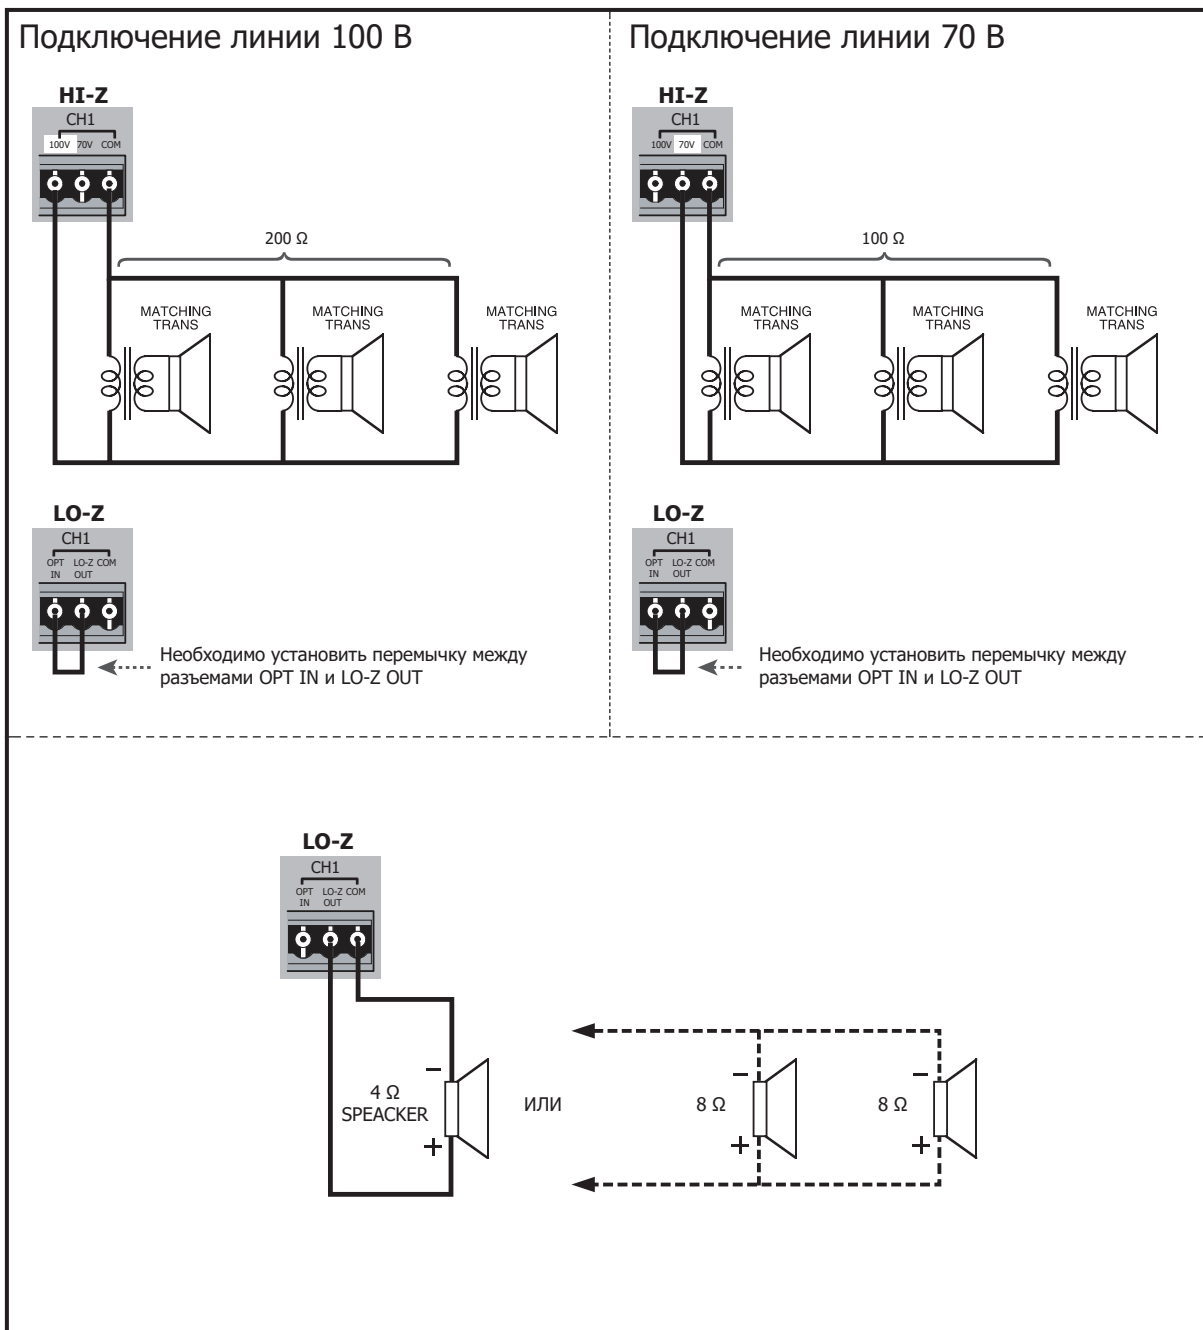 Подключение линии 100 В
HI-Z
CH1
100V 70V COM
200 Ω
MATCHING
TRANS
MATCHING
TRANS
MATCHING
TRANS
LO-Z
CH1
OPT LO-Z COM
IN OUT
Необходимо установить перемычку между
разъемами OPT IN и LO-Z OUT
Подключение линии 70 В
HI-Z
CH1
100V 70V COM
100 Ω
MATCHING
TRANS
MATCHING
TRANS
MATCHING
TRANS
LO-Z
CH1
OPT LO-Z COM
IN OUT
Необходимо установить перемычку между
разъемами OPT IN и LO-Z OUT
LO-Z
CH1
OPT LO-Z COM
IN OUT
4 Ω
SPEACKER
−
+
ИЛИ
8 Ω
−
+
8 Ω
−
+